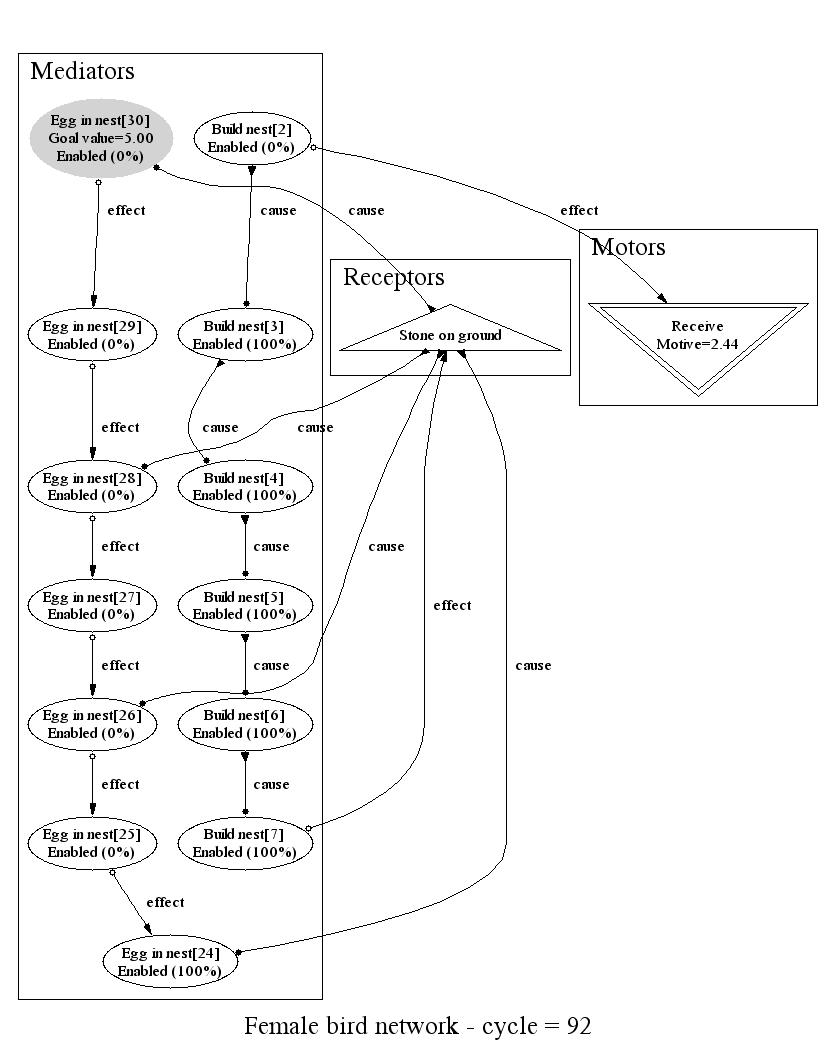 Mediators
Egg in nest[30]
Goal value=5.00
Enabled (0%)
Build nest[2]
Enabled (0%)
effect
cause
cause
effect
Motors
Receptors
Egg in nest[29]
Enabled (0%)
Build nest[3]
Enabled (100%)
Stone on ground
Receive
Motive=2.44
effect
cause
cause
Egg in nest[28]
Enabled (0%)
Build nest[4]
Enabled (100%)
effect
cause
cause
Egg in nest[27]
Enabled (0%)
Build nest[5]
Enabled (100%)
effect
effect
cause
cause
Egg in nest[26]
Enabled (0%)
Build nest[6]
Enabled (100%)
effect
cause
Egg in nest[25]
Enabled (0%)
Build nest[7]
Enabled (100%)
effect
Egg in nest[24]
Enabled (100%)
Female bird network - cycle = 92